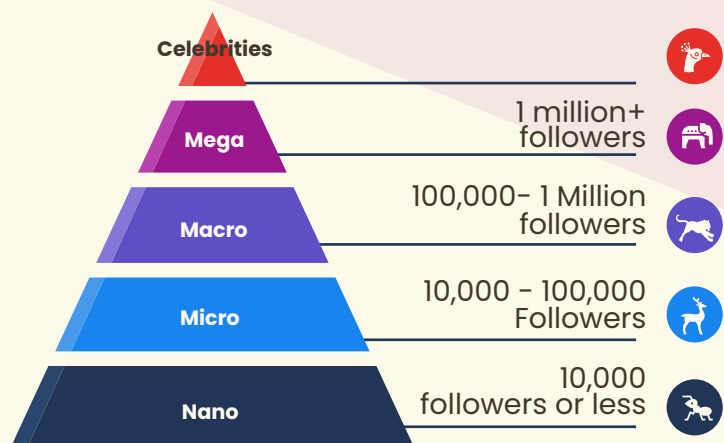 Celebrities
Mega
1 million+
followers
Macro
100,000- 1 Million
followers
Micro
10,000 - 100,000
Followers
Nano
10,000
followers or less